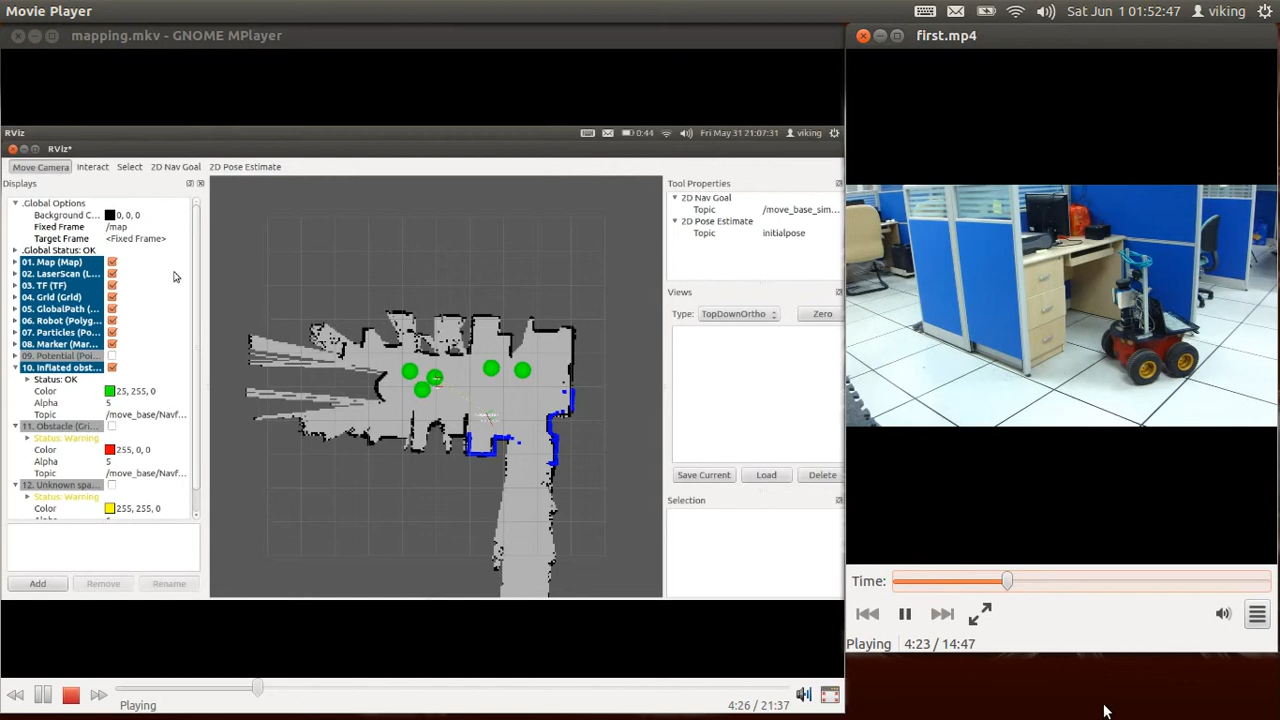 Movie Player
Sat Jun 1 01:52:47
viking
mapping.mkv - GNOME MPlayer
first.mp4
RViz
0:44
Fri May 31 21:07:31
viking
RViz*
Move Camera
Interact
Select
2D Nav Goal
2D Pose Estimate
Displays
.Global Options
Background C... 0, 0, 0
Fixed Frame /map
Target Frame <Fixed Frame>
.Global Status: OK
01. Map (Map)
02. LaserScan (L...
03. TF (TF)
04. Grid (Grid)
05. GlobalPath (...
06. Robot (Polyg...
07. Particles (Po...
08. Marker (Mar...
09. Potential (Poi...
10. Inflated obst...
Status: OK
Color 25, 255, 0
Alpha 5
Topic /move_base/Navf...
11. Obstacle (Gri...
Status: Warning
Color 255, 0, 0
Alpha 5
Topic /move_base/Navf...
12. Unknown spa...
Status: Warning
Color 255, 255, 0
Add
Remove
Rename
Tool Properties
2D Nav Goal
Topic /move_base_sim...
2D Pose Estimate
Topic initialpose
Views
Type: TopDownOrtho
Zero
Save Current
Load
Delete
Selection
Playing
4:26 / 21:37
Time:
Playing 4:23 / 14:47